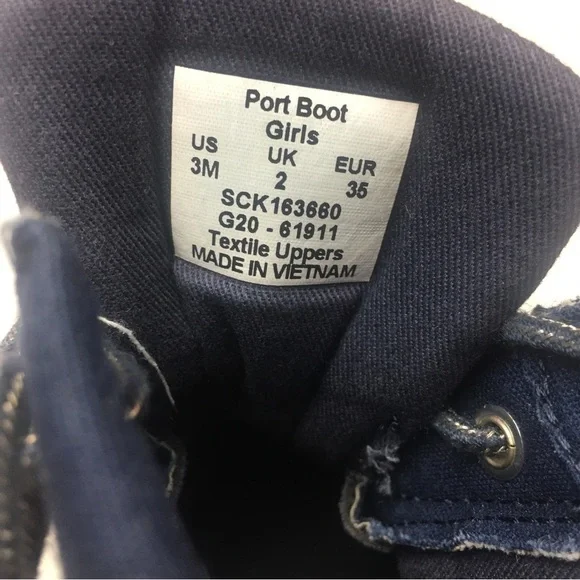 Port Boot
Girls
US UK EUR
3M 2 35
SCK163660
G20 - 61911
Textile Uppers
MADE IN VIETNAM